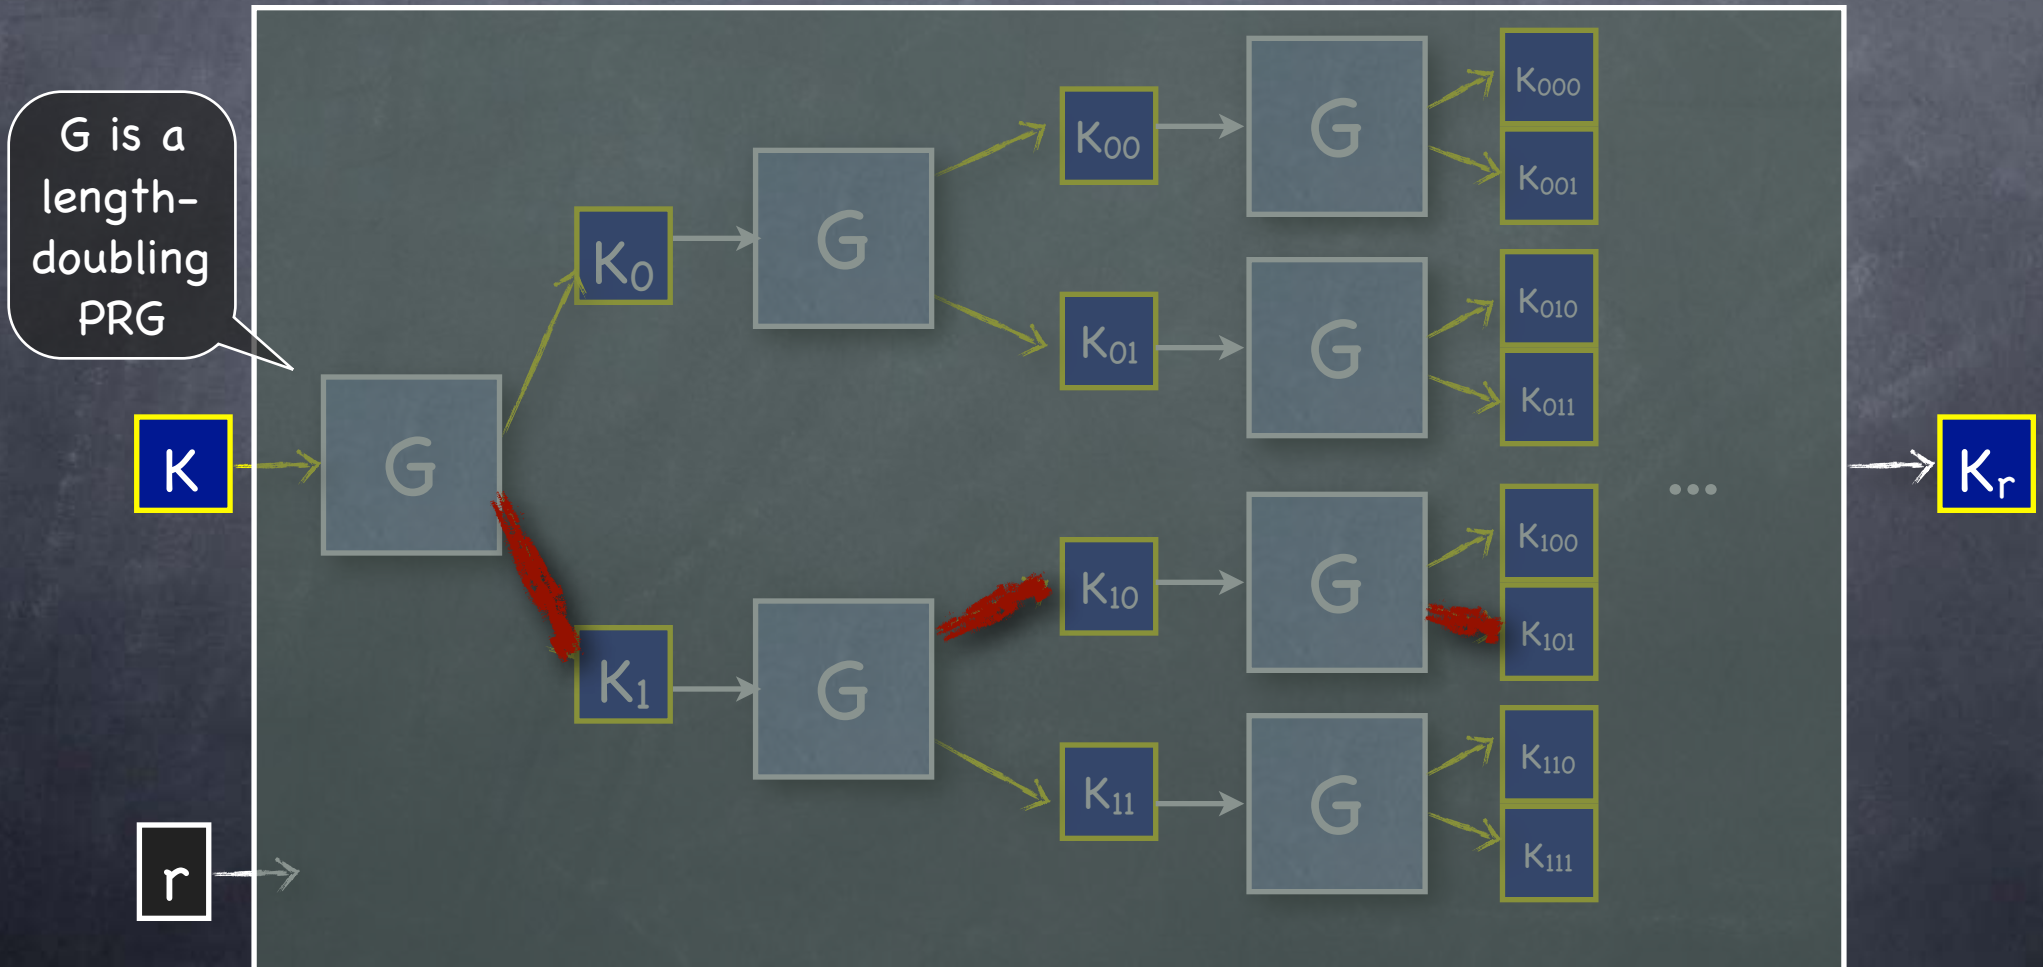 G is a
length-
doubling
PRG
K
r
G
K₀
K₁
G
G
K₀₀
K₀₁
K₁₀
K₁₁
G
G
G
G
K₀₀₀
K₀₀₁
K₀₁₀
K₀₁₁
K₁₀₀
K₁₀₁
K₁₁₀
K₁₁₁
...
Kᵣ